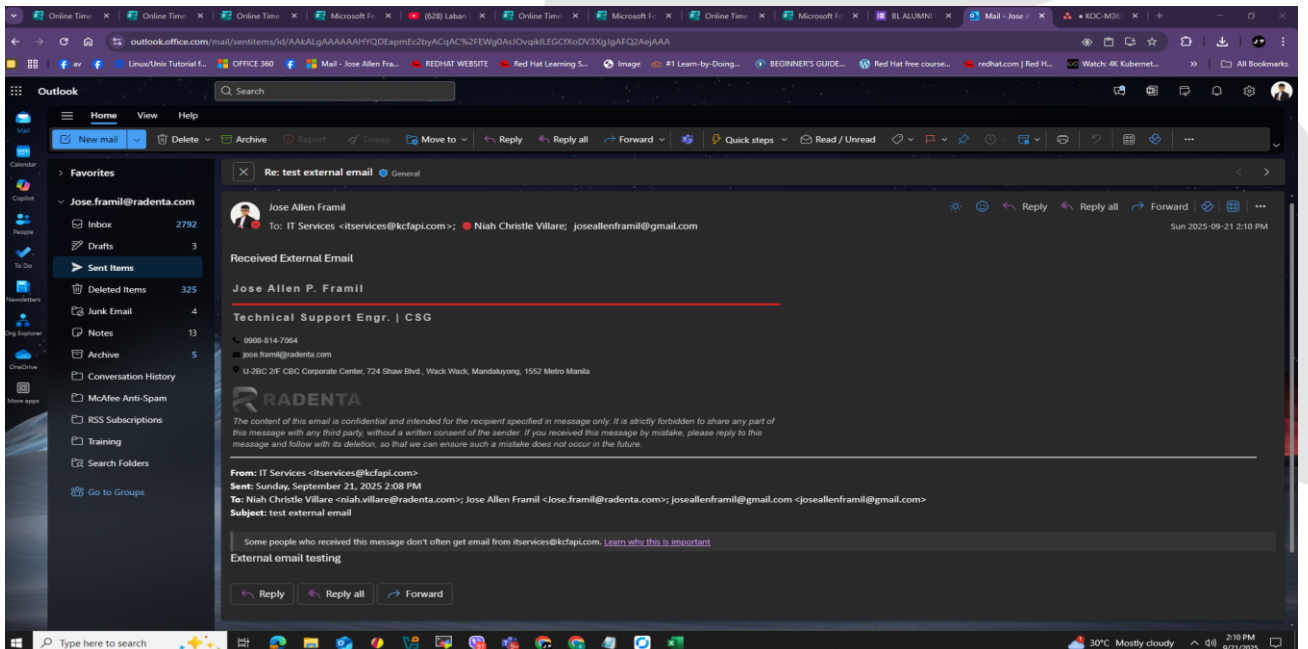 Online Time
Online Time
Online Time
Microsoft Fo
(628) Laban
Online Time
Microsoft Fo
Online Time
Microsoft Fo
BL ALUMNI
Mail - Jose A
KOC-M365
outlook.office.com/mail/sentitems/id/
av
Linux/Unix Tutorial f...
OFFICE 360
Mail - Jose Allen Fra...
REDHAT WEBSITE
Red Hat Learning S...
Image
#1 Learn-by-Doing...
BEGINNER'S GUIDE...
Red Hat free course...
redhat.com | Red H...
Watch: 4K Kubernet...
All Bookmarks
Outlook
Search
Home View Help
New mail
Delete
Archive
Report
Sweep
Move to
Reply
Reply all
Forward
Quick steps
Read / Unread
Mail
Calendar
Copilot
People
To Do
Newsletters
Org Explorer
OneDrive
More apps
Favorites
Jose.framil@radenta.com
Inbox 2792
Drafts 3
Sent Items
Deleted Items 325
Junk Email 4
Notes 13
Archive 5
Conversation History
McAfee Anti-Spam
RSS Subscriptions
Training
Search Folders
Go to Groups
Re: test external email General
Jose Allen Framil
Reply Reply all Forward
To: IT Services <itservices@kcfapi.com>; Niah Christle Villare; joseallenframil@gmail.com
Sun 2025-09-21 2:10 PM
Received External Email
Jose Allen P. Framil
Technical Support Engr. | CSG
0908-814-7064
jose.framil@radenta.com
U-2BC 2/F CBC Corporate Center, 724 Shaw Blvd., Wack Wack, Mandaluyong, 1552 Metro Manila
RADENTA
The content of this email is confidential and intended for the recipient specified in message only. It is strictly forbidden to share any part of
this message with any third party, without a written consent of the sender. If you received this message by mistake, please reply to this
message and follow with its deletion, so that we can ensure such a mistake does not occur in the future.
From: IT Services <itservices@kcfapi.com>
Sent: Sunday, September 21, 2025 2:08 PM
To: Niah Christle Villare <niah.villare@radenta.com>; Jose Allen Framil <Jose.framil@radenta.com>; joseallenframil@gmail.com <joseallenframil@gmail.com>
Subject: test external email
Some people who received this message don't often get email from itservices@kcfapi.com. Learn why this is important
External email testing
Reply
Reply all
Forward
Type here to search
30°C Mostly cloudy
2:10 PM
9/21/2025